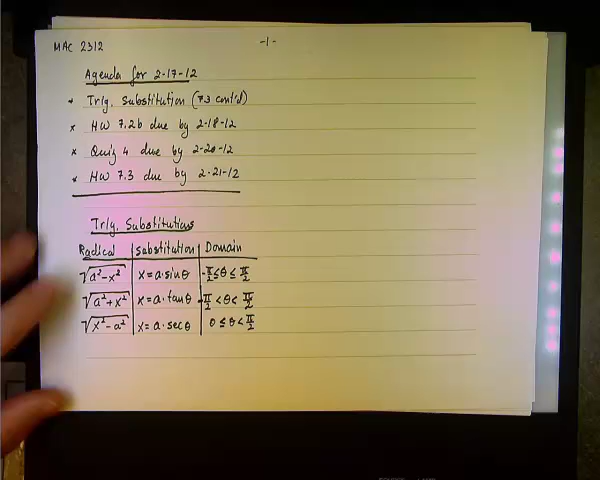 MAC 2312 -1-
Agenda for 2-17-12
* Trig. Substitution (7.3 cont'd)
* HW 7.2b due by 2-18-12
* Quiz 4 due by 2-20-12
* HW 7.3 due by 2-21-12
Trig. Substitutions
Radical | Substitution | Domain
√(a²-x²) | x = a·sinθ | -π/2 ≤ θ ≤ π/2
√(a²+x²) | x = a·tanθ | -π/2 < θ < π/2
√(x²-a²) | x = a·secθ | 0 ≤ θ < π/2